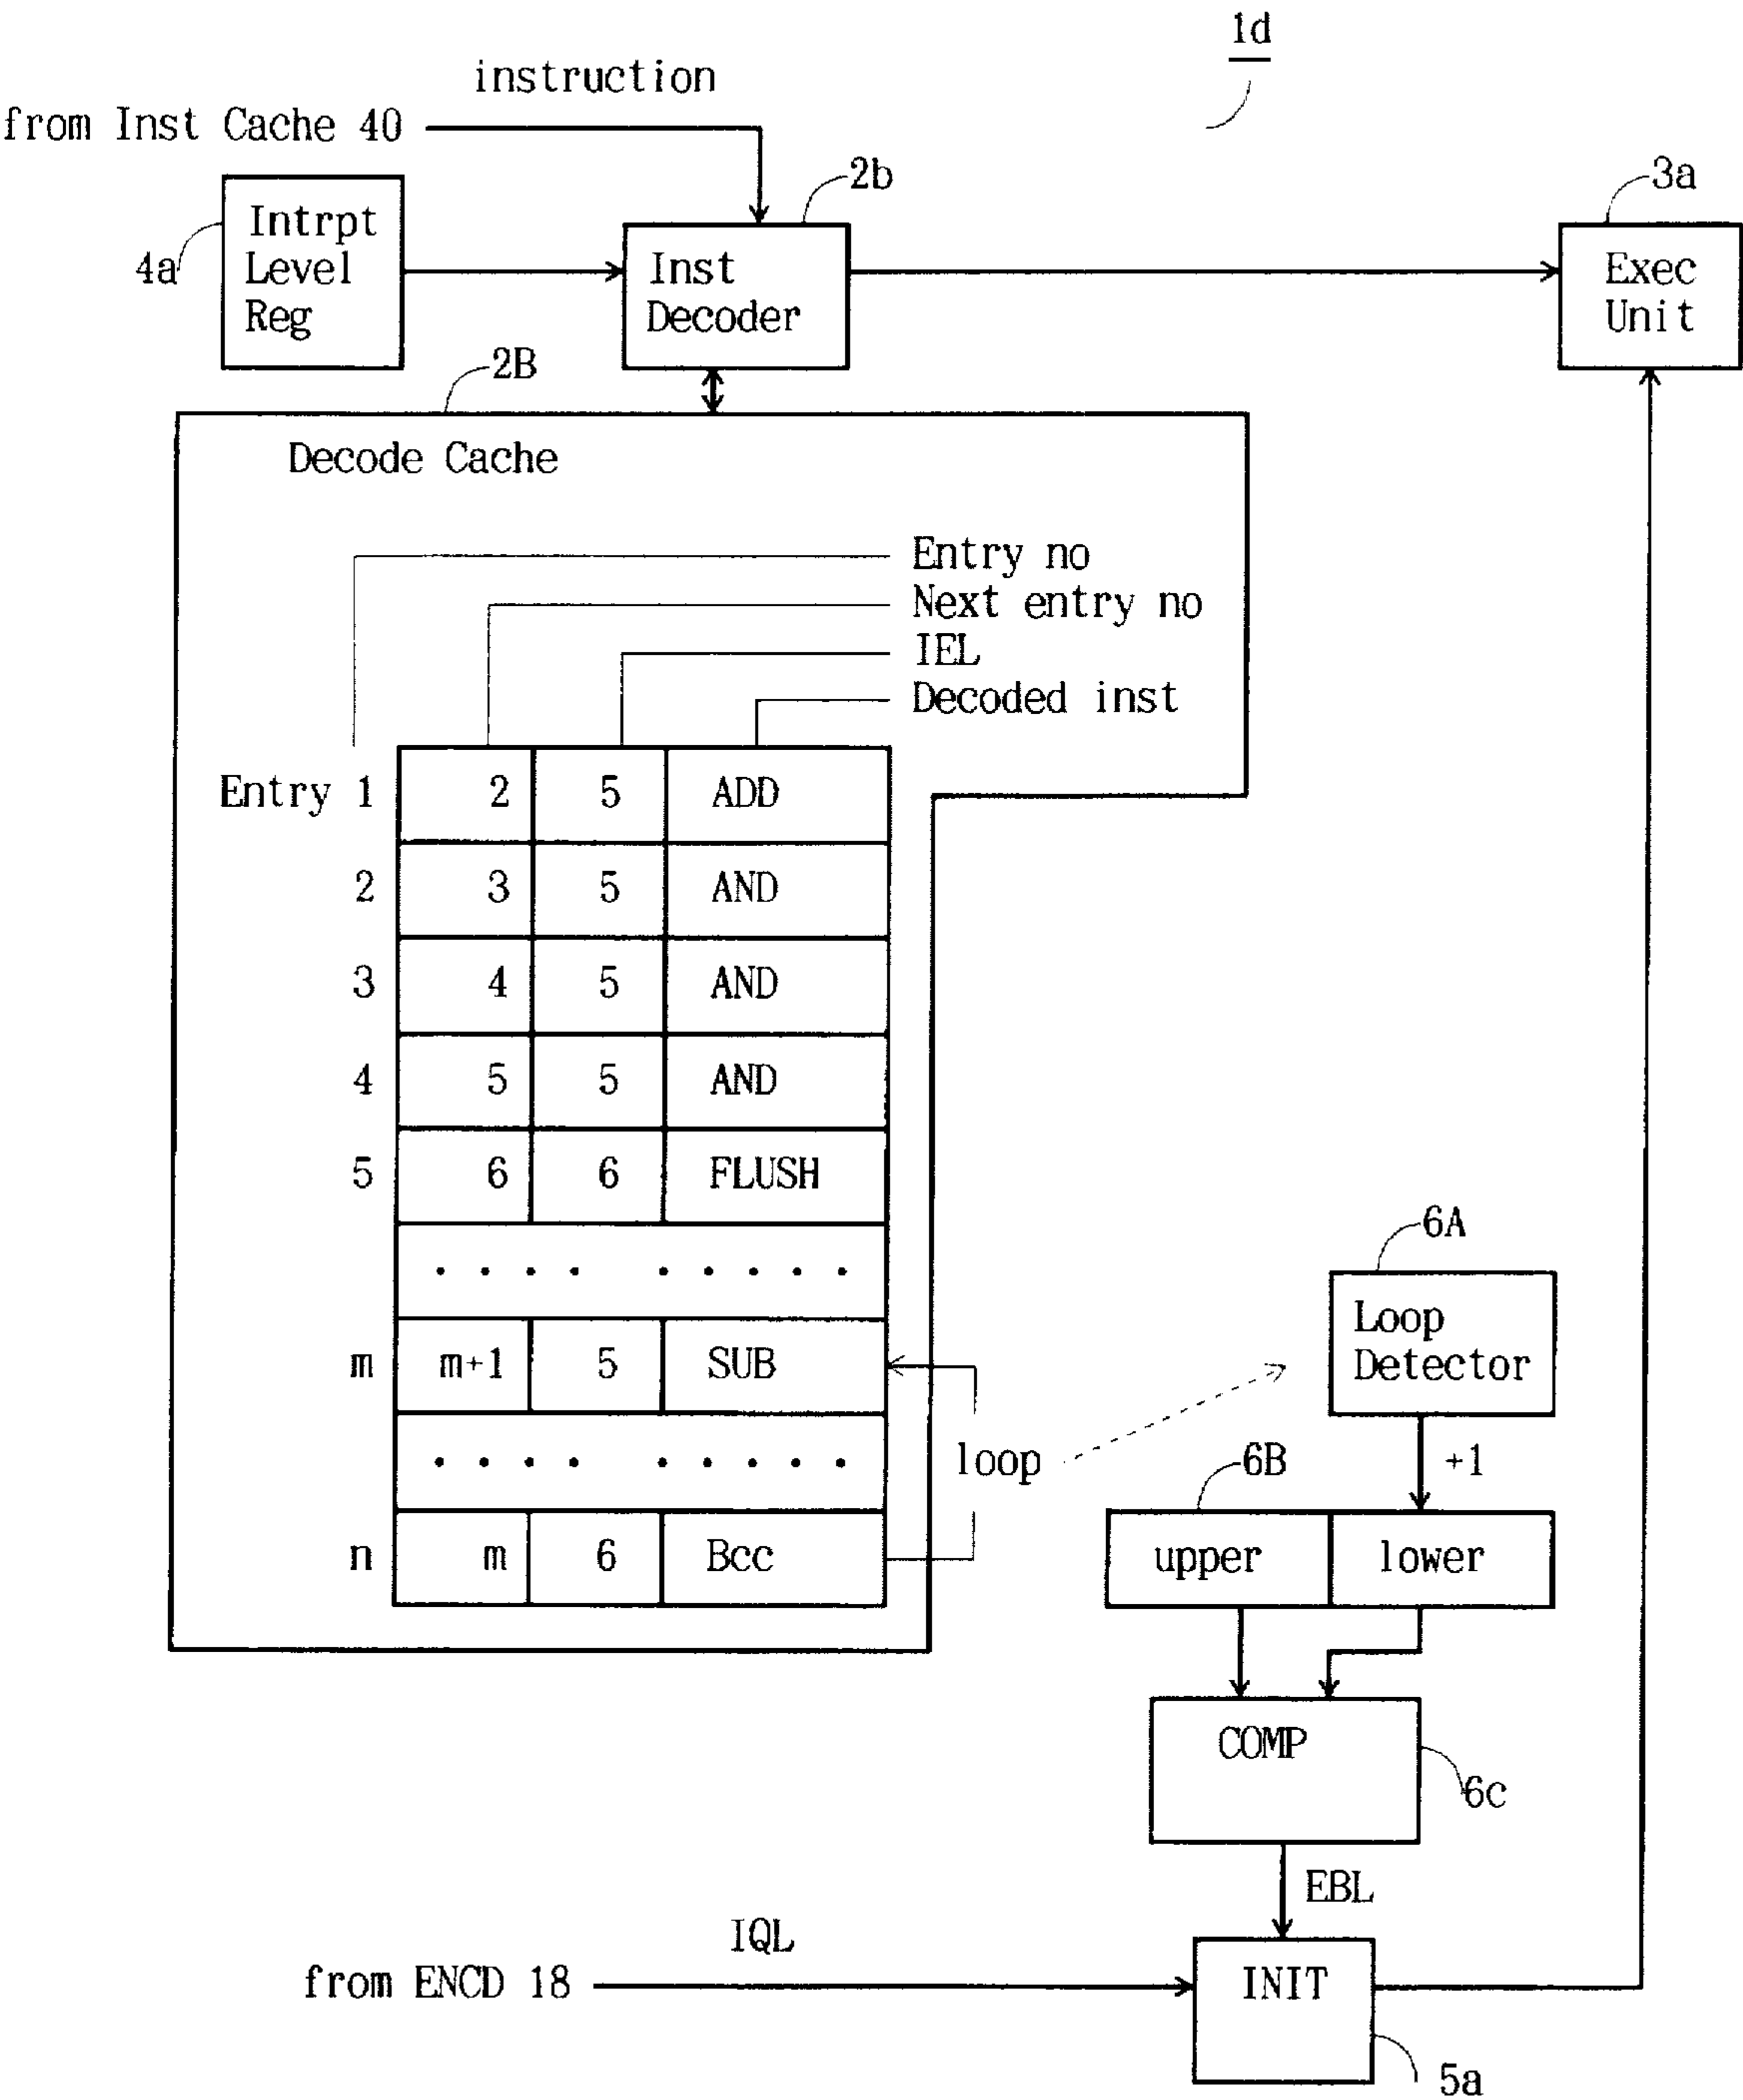 1d
instruction
from Inst Cache 40
2b
3a
Intrpt
Level
Reg
4a
Inst
Decoder
Exec
Unit
2B
Decode Cache
Entry no
Next entry no
IEL
Decoded inst
Entry 1 2 5 ADD
2 3 5 AND
3 4 5 AND
4 5 5 AND
5 6 6 FLUSH
. . . . . . . . .
6A
Loop
Detector
m m+1 5 SUB
. . . . . . . . .
loop
6B
+1
n m 6 Bcc
upper lower
COMP
6c
EBL
IQL
from ENCD 18
INIT
5a